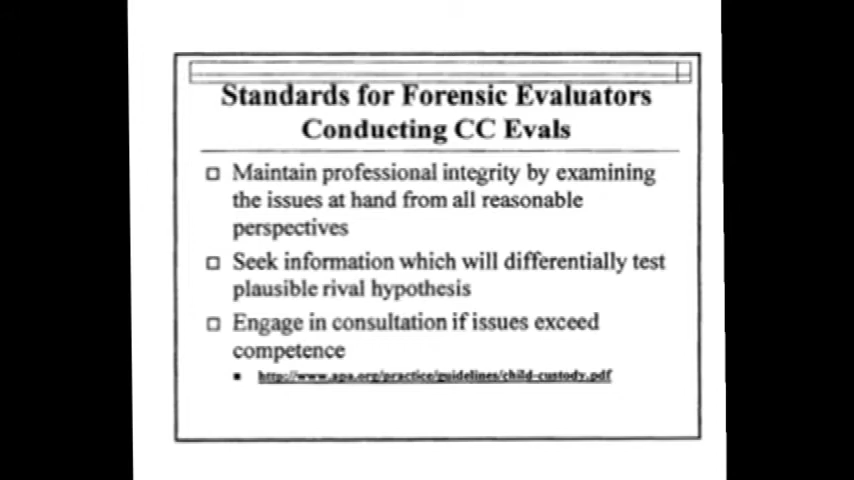 Standards for Forensic Evaluators
Conducting CC Evals
Maintain professional integrity by examining
the issues at hand from all reasonable
perspectives
Seek information which will differentially test
plausible rival hypothesis
Engage in consultation if issues exceed
competence
http://www.apa.org/practice/guidelines/child-custody.pdf